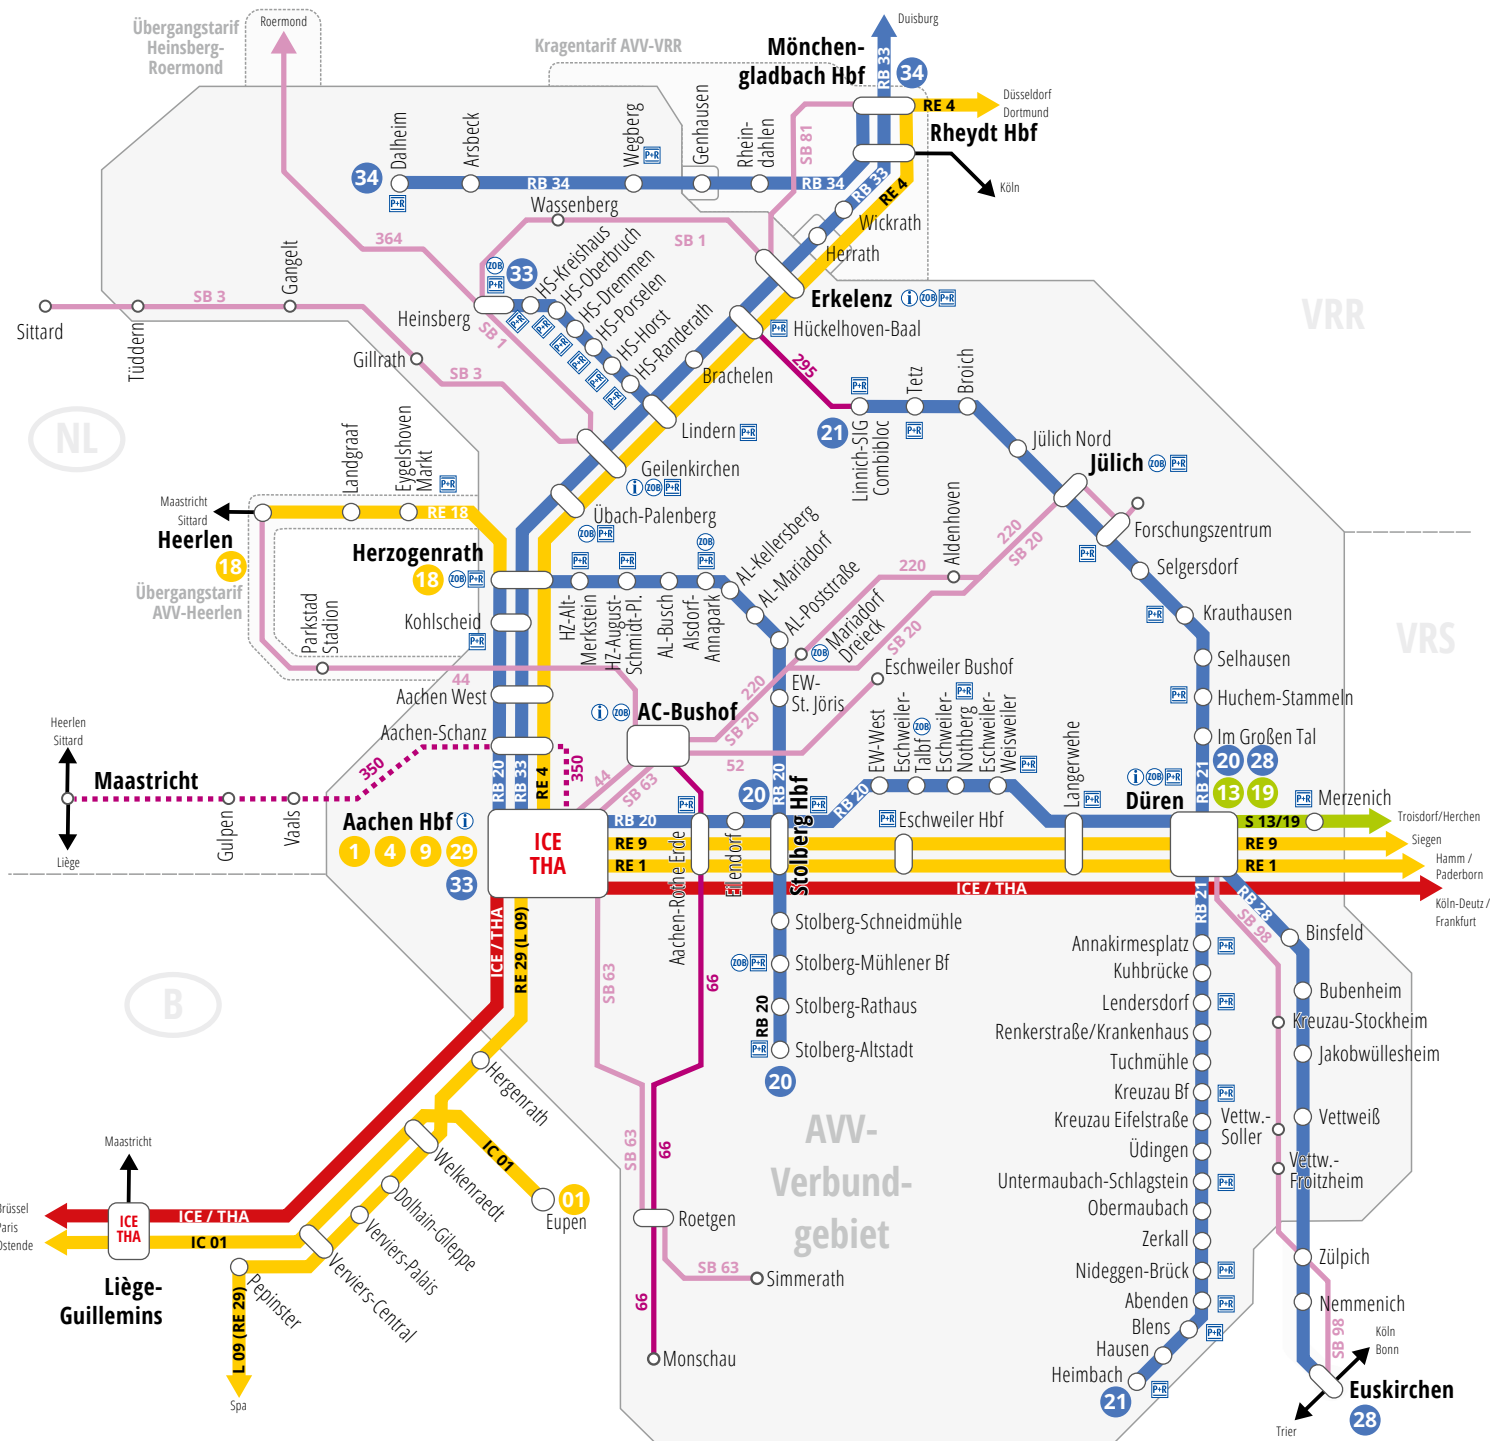 Übergangstarif
Heinsberg-
Roermond
Roermond
Kragentarif AVV-VRR
Duisburg
Mönchen-
gladbach Hbf
RB 33
34
RE 4
Düsseldorf
Dortmund
Rheydt Hbf
Köln
SB 81
34
Dalheim
P+R
Arsbeck
RB 34
Wegberg
P+R
Genhausen
Rhein-
dahlen
RB 34
RB 33
RE 4
Wickrath
Herrath
Wassenberg
SB 1
364
Erkelenz
i ZOB P+R
Sittard
SB 3
Tüddern
Gangelt
Gillrath
SB 3
Heinsberg
ZOB
P+R
33
SB 1
HS-Kreishaus
P+R
HS-Oberbruch
P+R
HS-Dremmen
P+R
HS-Porselen
P+R
HS-Horst
P+R
HS-Randerath
P+R
Brachelen
P+R Hückelhoven-Baal
295
VRR
NL
Lindern P+R
Geilenkirchen
i ZOB P+R
Übach-Palenberg
ZOB P+R
P+R
21
Linnich-SIG
Combibloc
Tetz
P+R
Broich
Jülich Nord
Jülich ZOB P+R
Forschungszentrum
P+R
Selgersdorf
P+R
Krauthausen
Selhausen
P+R
Huchem-Stammeln
Im Großen Tal
RB 21
VRS
Landgraaf
Eygelshoven
Markt
P+R
RE 18
Maastricht
Sittard
Heerlen
18
Übergangstarif
AVV-Heerlen
Herzogenrath
18 ZOB P+R
Parkstad
Stadion
44
Kohlscheid
P+R
Aachen West
Aachen-Schanz
P+R
HZ-Alt-
Merkstein
P+R
HZ-August-
Schmidt-Pl.
AL-Busch
ZOB
P+R
Alsdorf-
Annapark
AL-Kellersberg
AL-Mariadorf
AL-Poststraße
ZOB
Mariadorf
Dreieck
EW-
St. Jöris
220
SB 20
220
Aldenhoven
SB 20
220
SB 20
Eschweiler Bushof
52
i ZOB AC-Bushof
44
SB 63
Heerlen
Sittard
Maastricht
Liège
350
Gulpen
Vaals
350
RB 20
RB 33
RE 4
Aachen Hbf i
1 4 9 29
33
ICE
THA
RB 20
RE 9
RE 1
ICE / THA
P+R
Aachen-Rothe Erde
Eilendorf
20
RB 20
Stolberg Hbf
P+R
RB 20
EW-West
Eschweiler-
Talbf
ZOB
Eschweiler-
Nothberg
P+R
Eschweiler-
Weisweiler
P+R
P+R Eschweiler Hbf
Langerwehe
P+R
i ZOB P+R
Düren
20 28
13 19
P+R Merzenich
S 13/19
RE 9
RE 1
Troisdorf/Herchen
Siegen
Hamm /
Paderborn
Köln-Deutz /
Frankfurt
B
ICE / THA
RE 29 (L 09)
Hergenrath
Welkenraedt
IC 01
01
Eupen
Dolhain-Gileppe
Verviers-Palais
Verviers-Central
Pepinster
L 09 (RE 29)
Spa
Maastricht
ICE
THA
Liège-
Guillemins
ICE / THA
IC 01
Brüssel
Paris
Ostende
SB 63
66
SB 63
66
Roetgen
SB 63
Simmerath
66
Monschau
Stolberg-Schneidmühle
ZOB P+R Stolberg-Mühlener Bf
Stolberg-Rathaus
RB 20
P+R Stolberg-Altstadt
20
AVV-
Verbund-
gebiet
RB 21
Annakirmesplatz P+R
Kuhbrücke
Lendersdorf P+R
Renkerstraße/Krankenhaus
Tuchmühle
Kreuzau Bf P+R
Kreuzau Eifelstraße
Üdingen
Untermaubach-Schlagstein P+R
Obermaubach
Zerkall
Nideggen-Brück P+R
Abenden P+R
Blens P+R
Hausen
Heimbach P+R
21
RB 28
SB 98
Binsfeld
Bubenheim
Kreuzau-Stockheim
Jakobwüllesheim
Vettweiß
Vettw.-
Soller
Vettw.-
Froitzheim
Zülpich
Nemmenich
SB 98
Köln
Bonn
Euskirchen
28
Trier